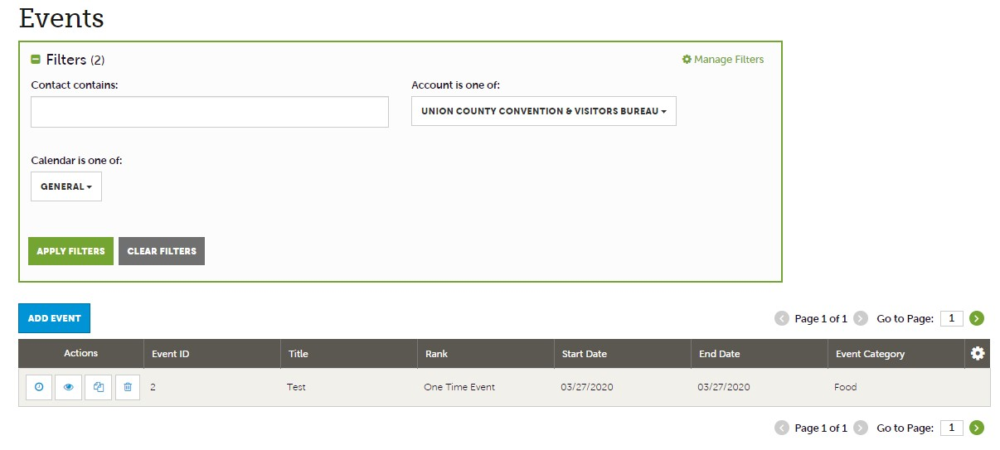 Events
Filters (2)
Manage Filters
Contact contains:
Account is one of:
UNION COUNTY CONVENTION & VISITORS BUREAU
Calendar is one of:
GENERAL
APPLY FILTERS
CLEAR FILTERS
ADD EVENT
Page 1 of 1
Go to Page:
1
Actions
Event ID
Title
Rank
Start Date
End Date
Event Category
2
Test
One Time Event
03/27/2020
03/27/2020
Food
Page 1 of 1
Go to Page:
1